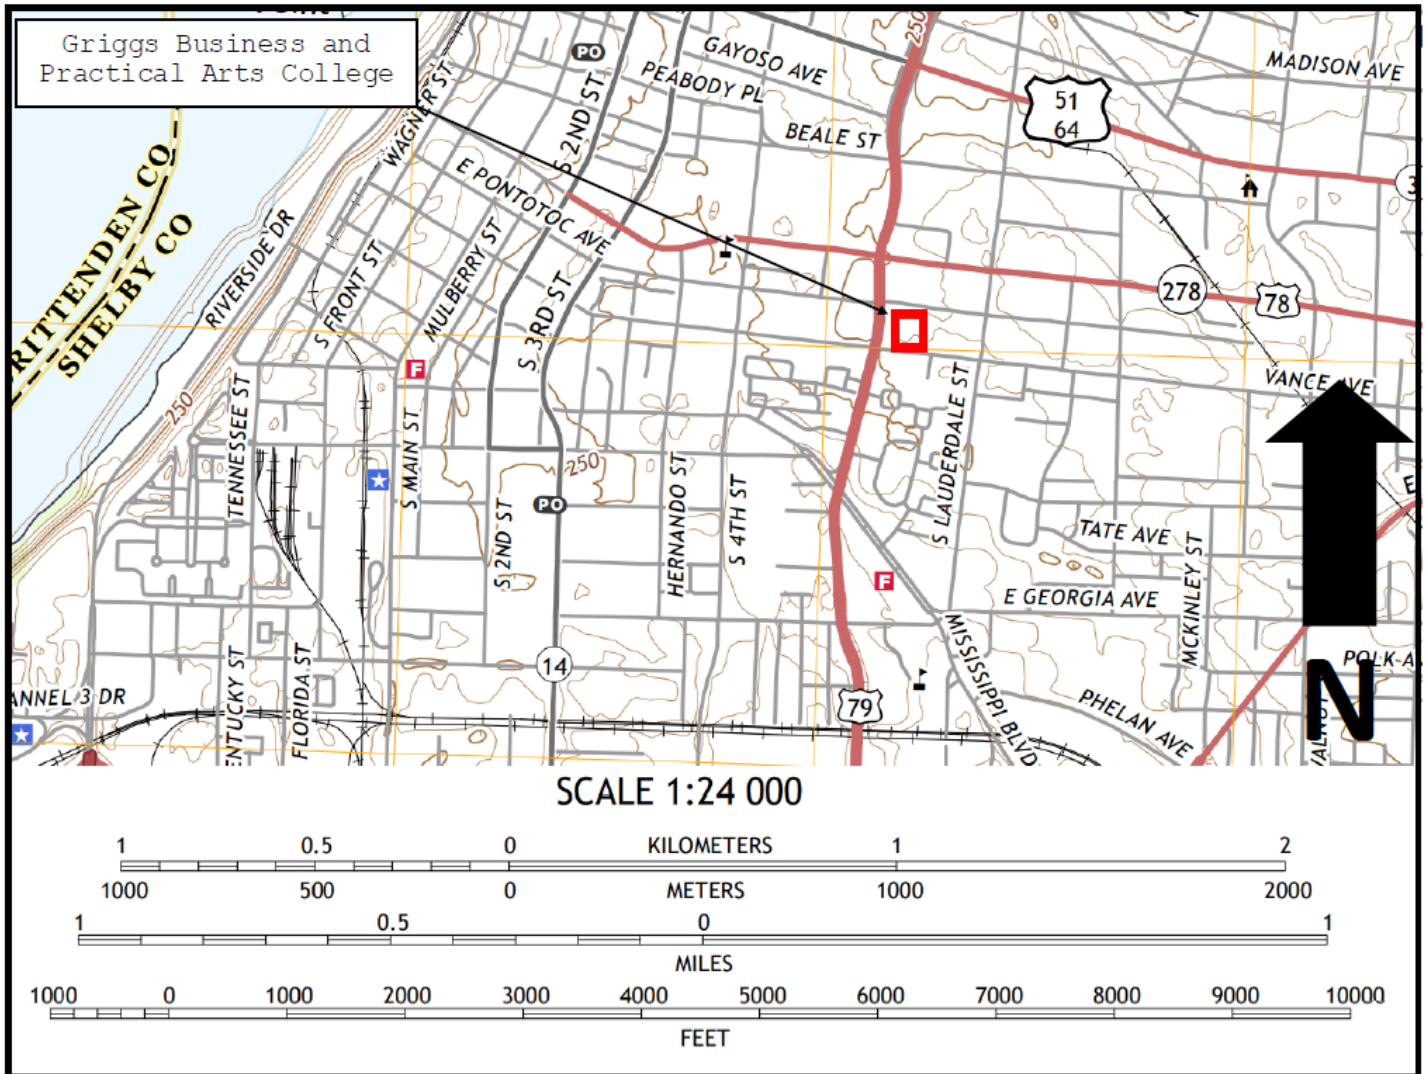 Griggs Business and
Practical Arts College
250
GAYOSO AVE
MADISON AVE
PO
PEABODY PL
51
64
WAGNER ST
S 2ND ST
BEALE ST
E PONTOTOC AVE
3
RITTENDEN CO
SHELBY CO
RIVERSIDE DR
S FRONT ST
MULBERRY ST
S 3RD ST
278
78
F
VANCE AVE
250
TENNESSEE ST
S MAIN ST
S LAUDERDALE ST
250
E
PO
S 2ND ST
HERNANDO ST
S 4TH ST
TATE AVE
MCKINLEY ST
F
E GEORGIA AVE
MISSISSIPPI BLVD
14
POLK A
ANNEL 3 DR
ENTUCKY ST
FLORIDA ST
79
PHELAN AVE
N
ALNUT
SCALE 1:24 000
1 0.5 0 KILOMETERS 1 2
1000 500 0 METERS 1000 2000
1 0.5 0 1
MILES
1000 0 1000 2000 3000 4000 5000 6000 7000 8000 9000 10000
FEET